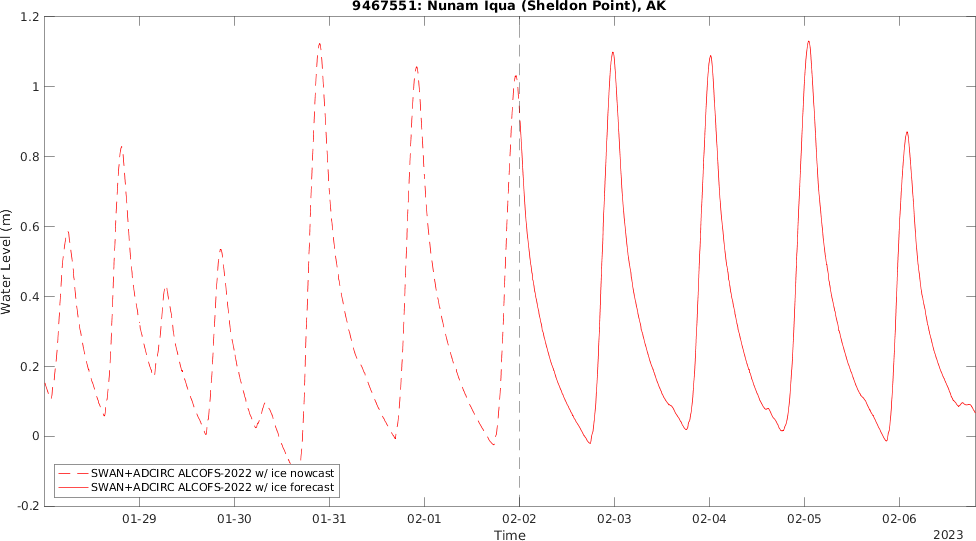 9467551: Nunam Iqua (Sheldon Point), AK
1.2
1
0.8
0.6
0.4
0.2
0
-0.2
Water Level (m)
SWAN+ADCIRC ALCOFS-2022 w/ ice nowcast
SWAN+ADCIRC ALCOFS-2022 w/ ice forecast
01-29 01-30 01-31 02-01 02-02 02-03 02-04 02-05 02-06
Time
2023